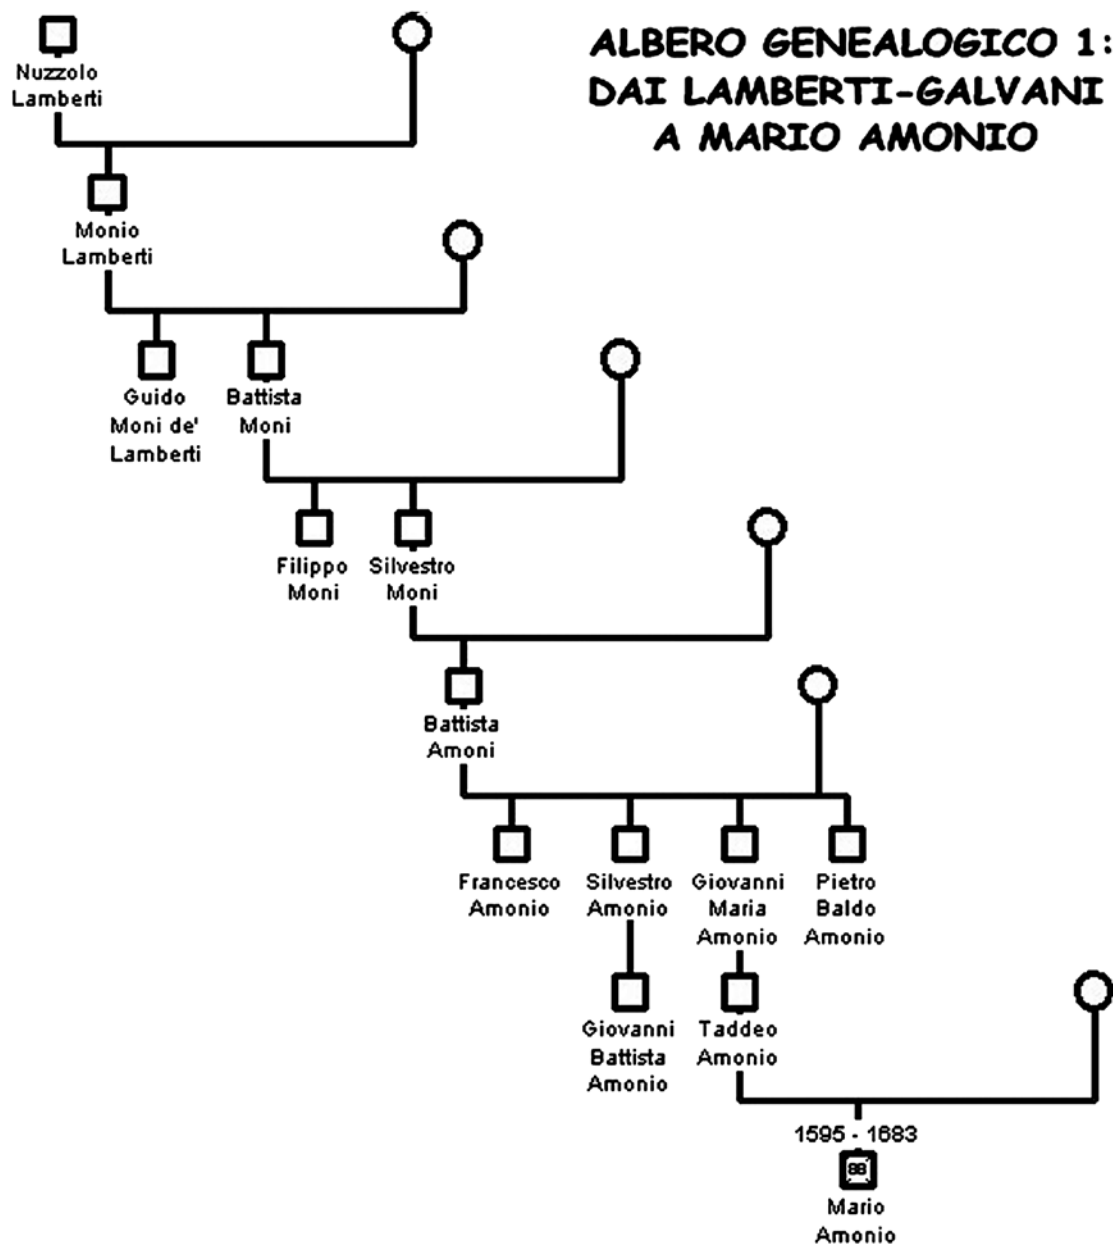 ALBERO GENEALOGICO 1:
DAI LAMBERTI-GALVANI
A MARIO AMONIO
Nuzzolo
Lamberti
Monio
Lamberti
Guido
Moni de'
Lamberti
Battista
Moni
Filippo
Moni
Silvestro
Moni
Battista
Amoni
Francesco
Amonio
Silvestro
Amonio
Giovanni
Maria
Amonio
Pietro
Baldo
Amonio
Giovanni
Battista
Amonio
Taddeo
Amonio
1595 - 1683
88
Mario
Amonio